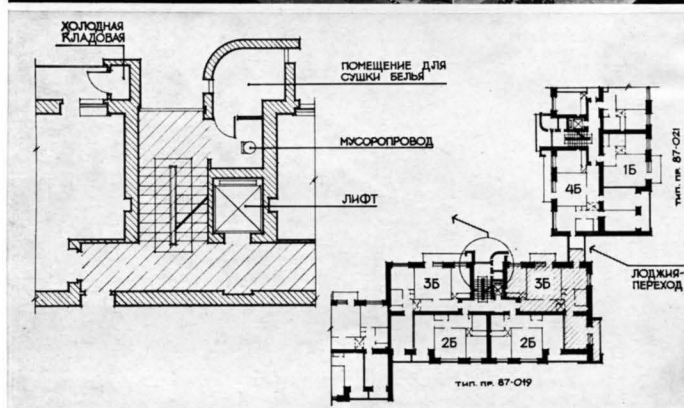 ХОЛОДНАЯ
КЛАДОВАЯ
ПОМЕЩЕНИЕ ДЛЯ
СУШКИ БЕЛЬЯ
МУСОРОПРОВОД
ЛИФТ
4Б
1Б
ТИП. ПР. 87-021
ЛОДЖИЯ-
ПЕРЕХОД
3Б
3Б
2Б
2Б
ТИП. ПР. 87-019